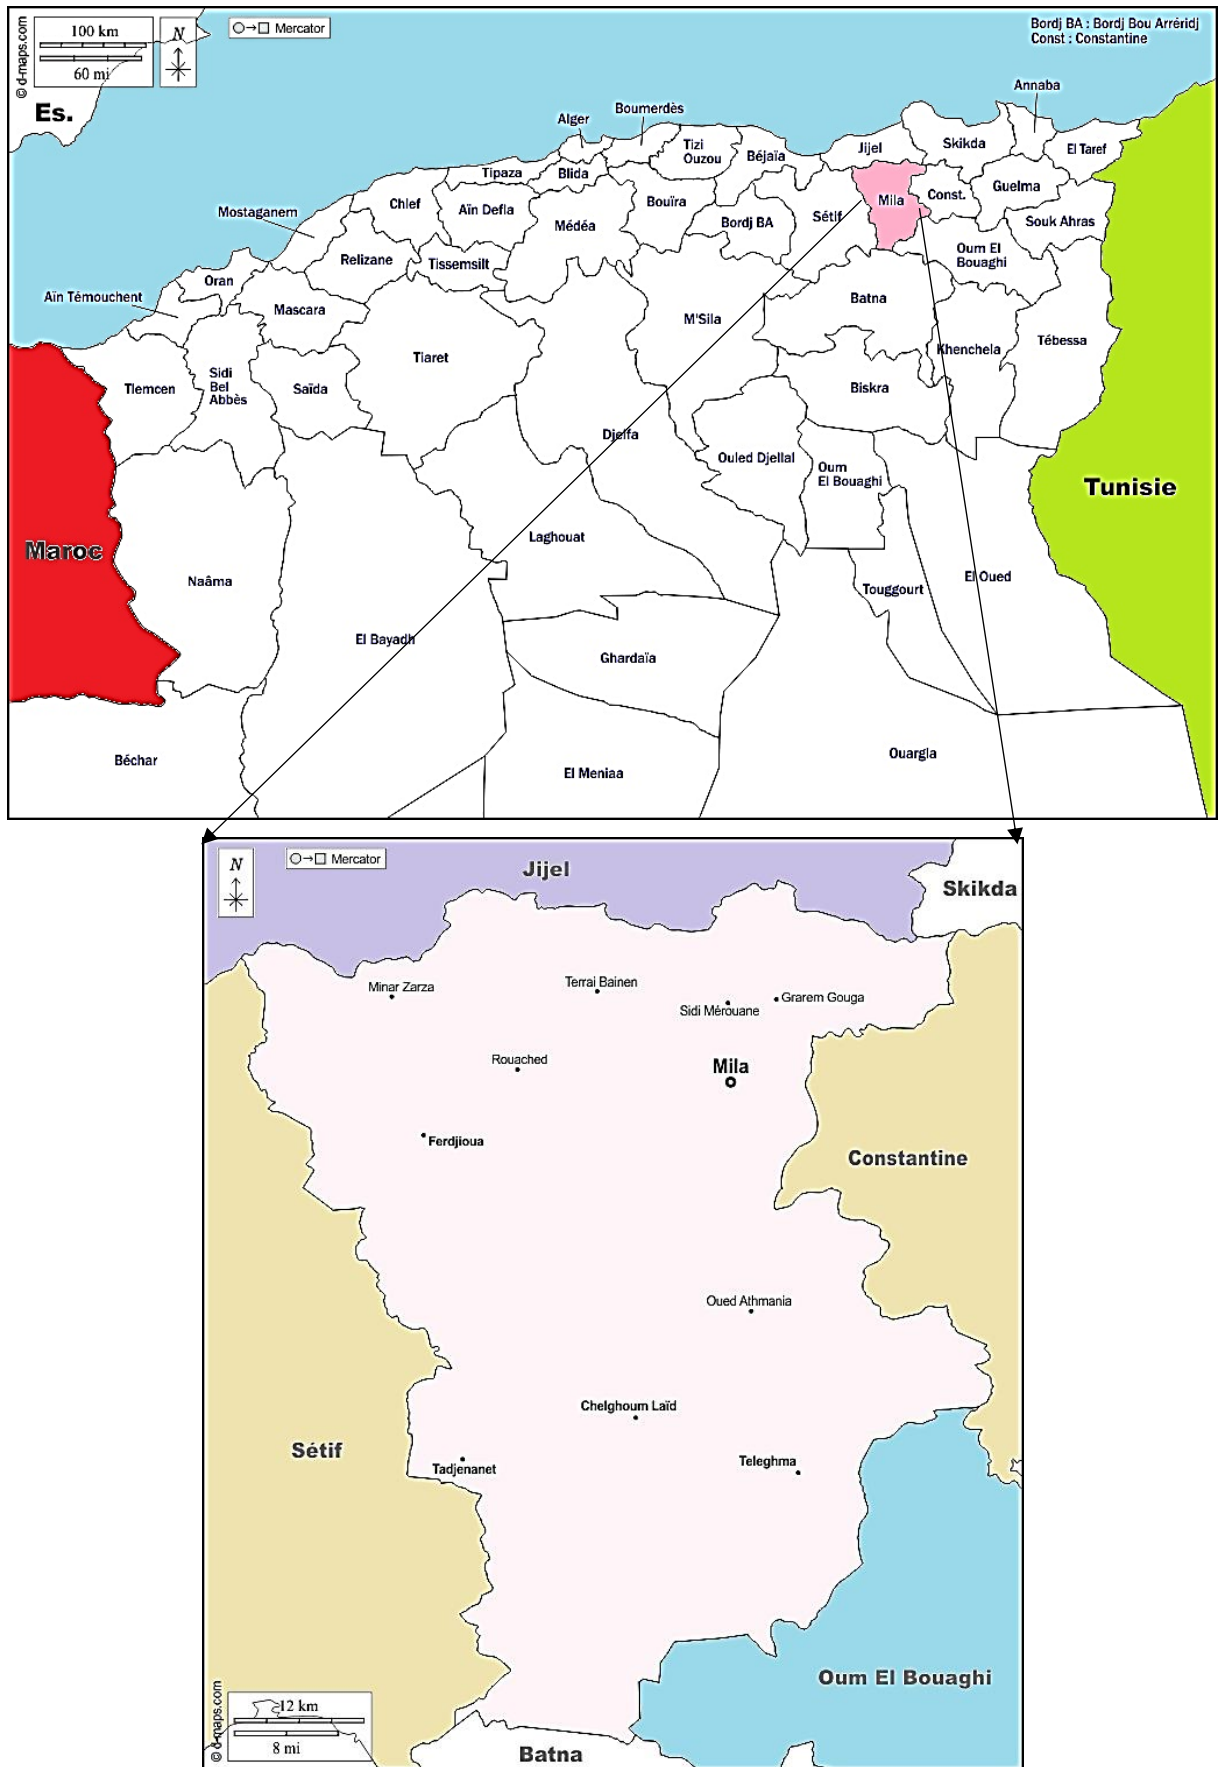 © d-maps.com
100 km
60 mi
N
Mercator
Bordj BA : Bordj Bou Arréridj
Const : Constantine
Es.
Annaba
Boumerdès
Alger
Tizi
Ouzou
Béjaïa
Jijel
Skikda
El Taref
Tipaza
Blida
Chlef
Aïn Defla
Médéa
Bouïra
Bordj BA
Sétif
Mila
Const.
Guelma
Souk Ahras
Mostaganem
Relizane
Tissemsilt
Oum El
Bouaghi
Oran
Aïn Témouchent
Mascara
Batna
M'Sila
Tiaret
Khenchela
Tébessa
Tlemcen
Sidi
Bel
Abbès
Saïda
Biskra
Djelfa
Ouled Djellal
Oum
El Bouaghi
Tunisie
Maroc
Laghouat
Naâma
El Oued
Touggourt
El Bayadh
Ghardaïa
Béchar
El Meniaa
Ouargla
N
Mercator
Jijel
Skikda
Minar Zarza
Terrai Bainen
Sidi Mérouane
Grarem Gouga
Rouached
Mila
Ferdjioua
Constantine
Oued Athmania
Chelghoum Laïd
Sétif
Tadjenanet
Teleghma
Oum El Bouaghi
© d-maps.com
12 km
8 mi
Batna